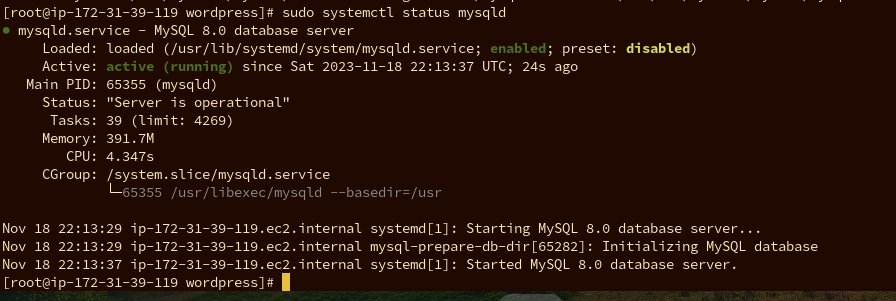 [root@ip-172-31-39-119 wordpress]# sudo systemctl status mysqld
● mysqld.service - MySQL 8.0 database server
     Loaded: loaded (/usr/lib/systemd/system/mysqld.service; enabled; preset: disabled)
     Active: active (running) since Sat 2023-11-18 22:13:37 UTC; 24s ago
   Main PID: 65355 (mysqld)
     Status: "Server is operational"
      Tasks: 39 (limit: 4269)
     Memory: 391.7M
        CPU: 4.347s
     CGroup: /system.slice/mysqld.service
             └─65355 /usr/libexec/mysqld --basedir=/usr
Nov 18 22:13:29 ip-172-31-39-119.ec2.internal systemd[1]: Starting MySQL 8.0 database server...
Nov 18 22:13:29 ip-172-31-39-119.ec2.internal mysql-prepare-db-dir[65282]: Initializing MySQL database
Nov 18 22:13:37 ip-172-31-39-119.ec2.internal systemd[1]: Started MySQL 8.0 database server.
[root@ip-172-31-39-119 wordpress]#